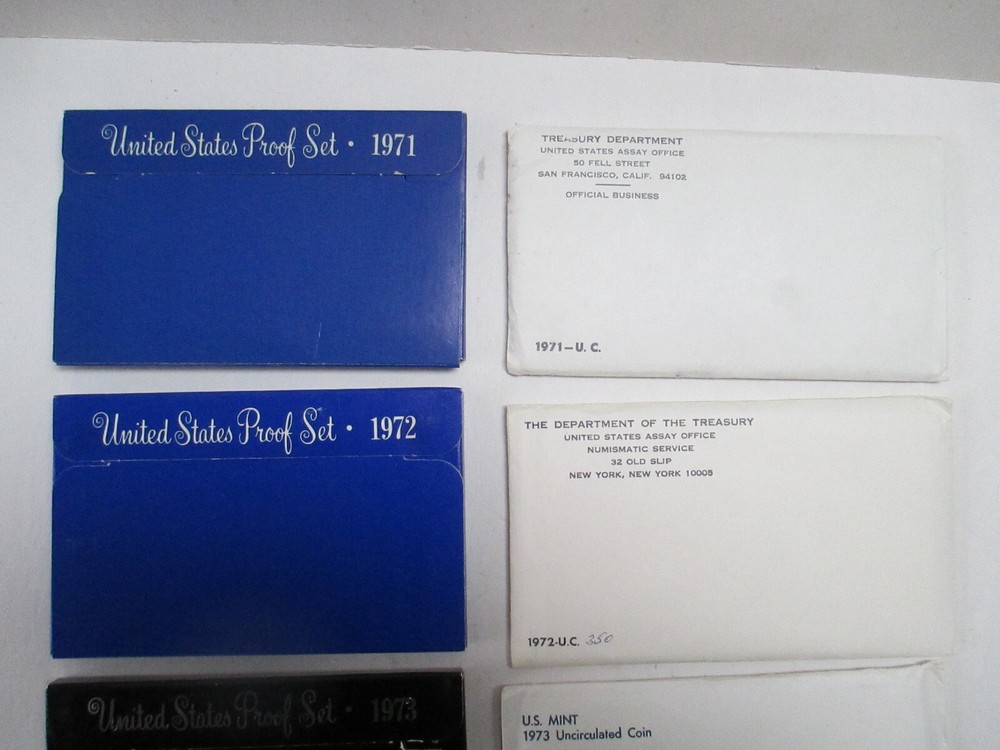 United States Proof Set • 1971
TREASURY DEPARTMENT
UNITED STATES ASSAY OFFICE
50 FELL STREET
SAN FRANCISCO, CALIF. 94102
OFFICIAL BUSINESS
1971-U. C.
United States Proof Set • 1972
THE DEPARTMENT OF THE TREASURY
UNITED STATES ASSAY OFFICE
NUMISMATIC SERVICE
32 OLD SLIP
NEW YORK, NEW YORK 10005
1972-U.C. 350
United States Proof Set • 1973
U.S. MINT
1973 Uncirculated Coin